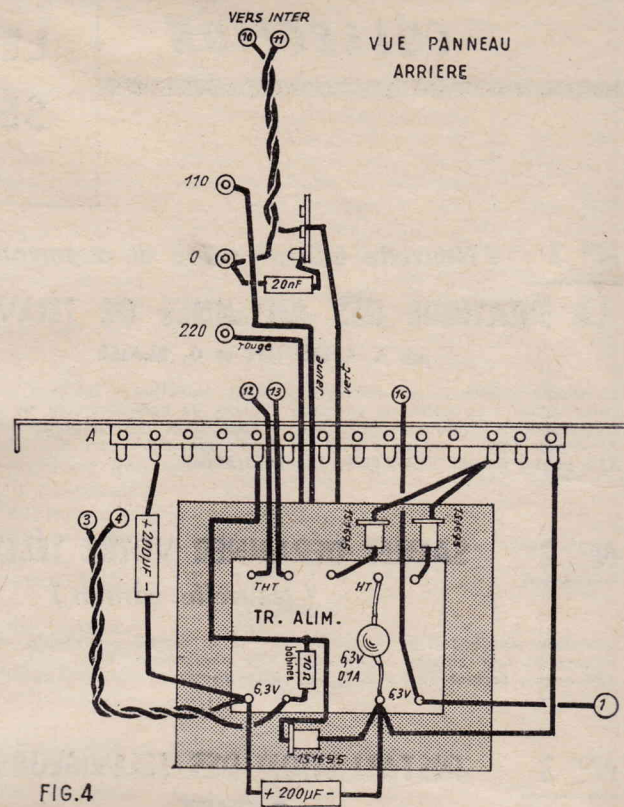 VERS INTER
10 11
VUE PANNEAU
ARRIERE
110
0
20nF
220
rouge
jaune
vert
12 13
16
A
3 4
+ 200µF -
1S1695
1S1695
THT
HT
TR. ALIM.
bobinée
10Ω
6,3V
0,1A
6,3V
6,3V
1
1S1695
+ 200µF -
FIG.4